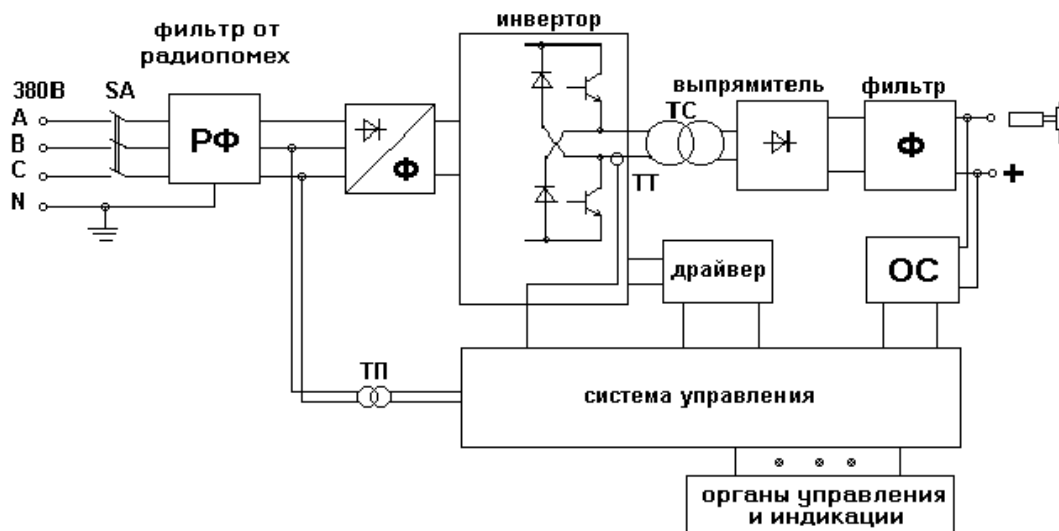 фильтр от
радиопомех
инвертор
380В
SA
A
B
C
N
РФ
Ф
ТС
ТТ
выпрямитель
фильтр
Ф
+
драйвер
ОС
ТП
система управления
органы управления
и индикации